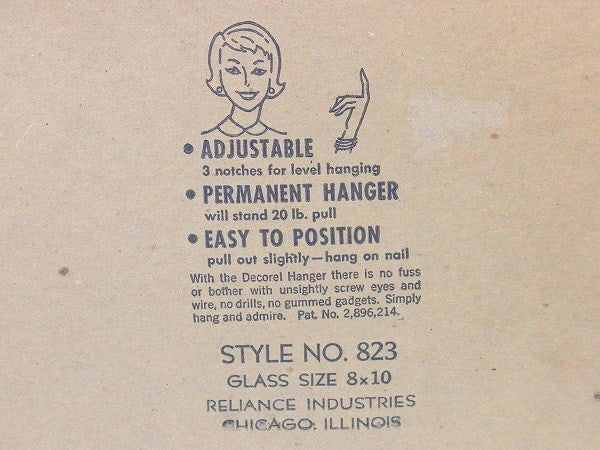 • ADJUSTABLE
3 notches for level hanging
• PERMANENT HANGER
will stand 20 lb. pull
• EASY TO POSITION
pull out slightly—hang on nail
With the Decorel Hanger there is no fuss
or bother with unsightly screw eyes and
wire, no drills, no gummed gadgets. Simply
hang and admire. Pat. No. 2,896,214.
STYLE NO. 823
GLASS SIZE 8x10
RELIANCE INDUSTRIES
CHICAGO, ILLINOIS